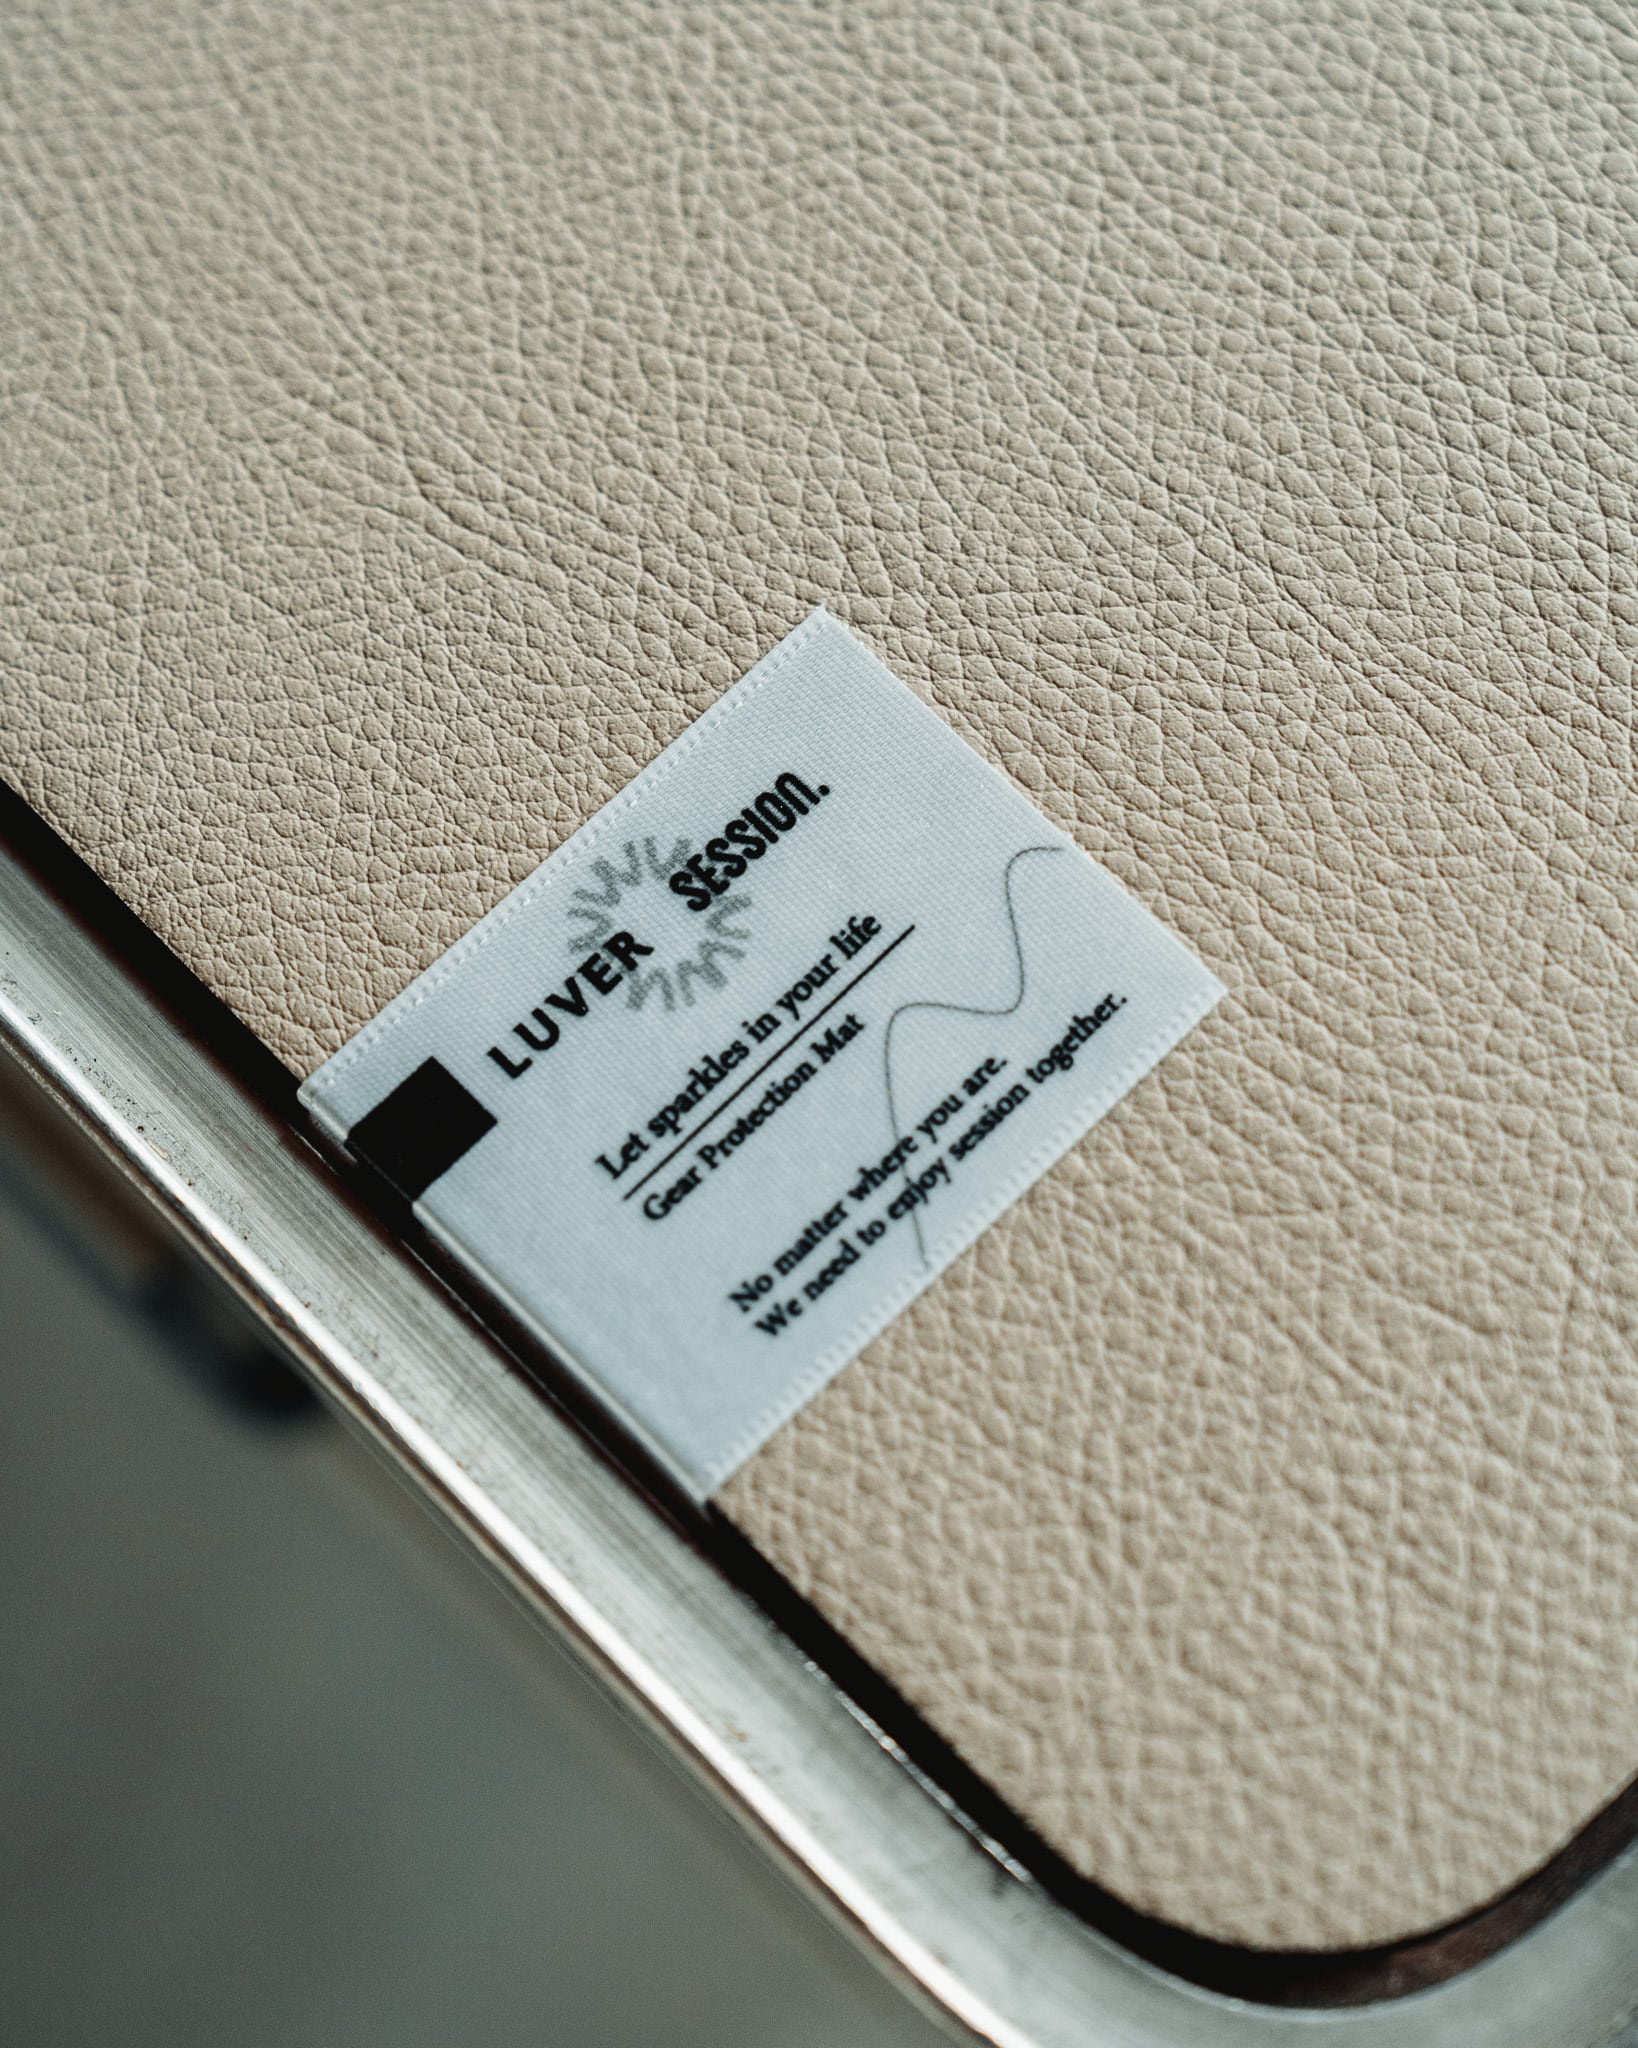 LUVER SESSION.
Let sparkles in your life
Gear Protection Mat
No matter where you are.
We need to enjoy session together.